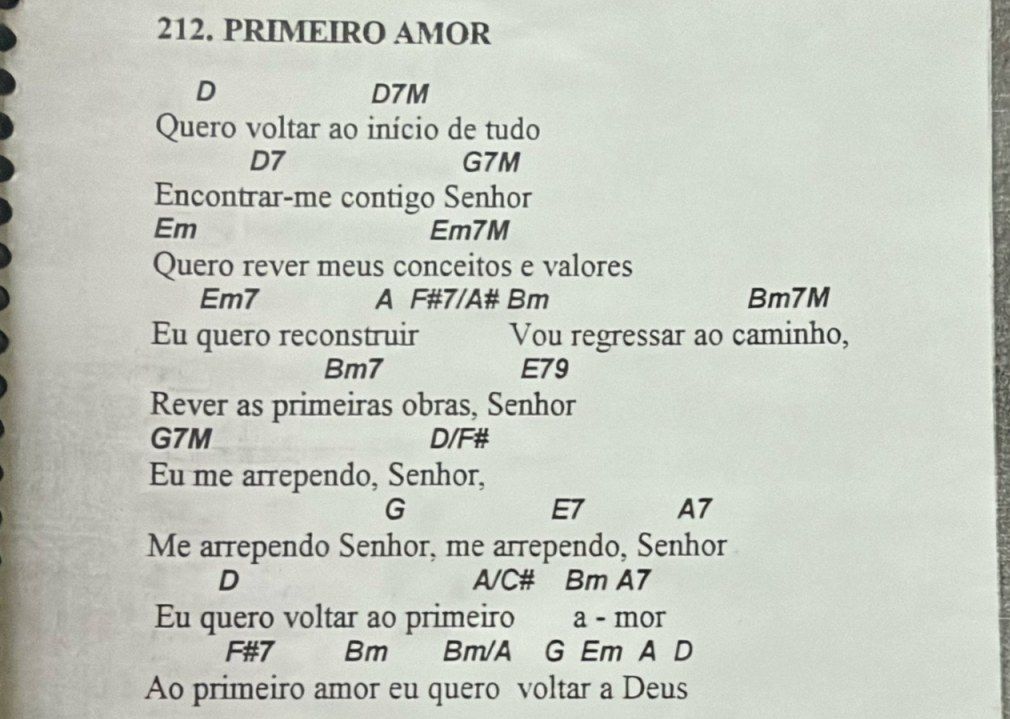 212. PRIMEIRO AMOR
D D7M
Quero voltar ao início de tudo
D7 G7M
Encontrar-me contigo Senhor
Em Em7M
Quero rever meus conceitos e valores
Em7 A F#7/A# Bm Bm7M
Eu quero reconstruir Vou regressar ao caminho,
Bm7 E79
Rever as primeiras obras, Senhor
G7M D/F#
Eu me arrependo, Senhor,
G E7 A7
Me arrependo Senhor, me arrependo, Senhor
D A/C# Bm A7
Eu quero voltar ao primeiro a - mor
F#7 Bm Bm/A G Em A D
Ao primeiro amor eu quero voltar a Deus